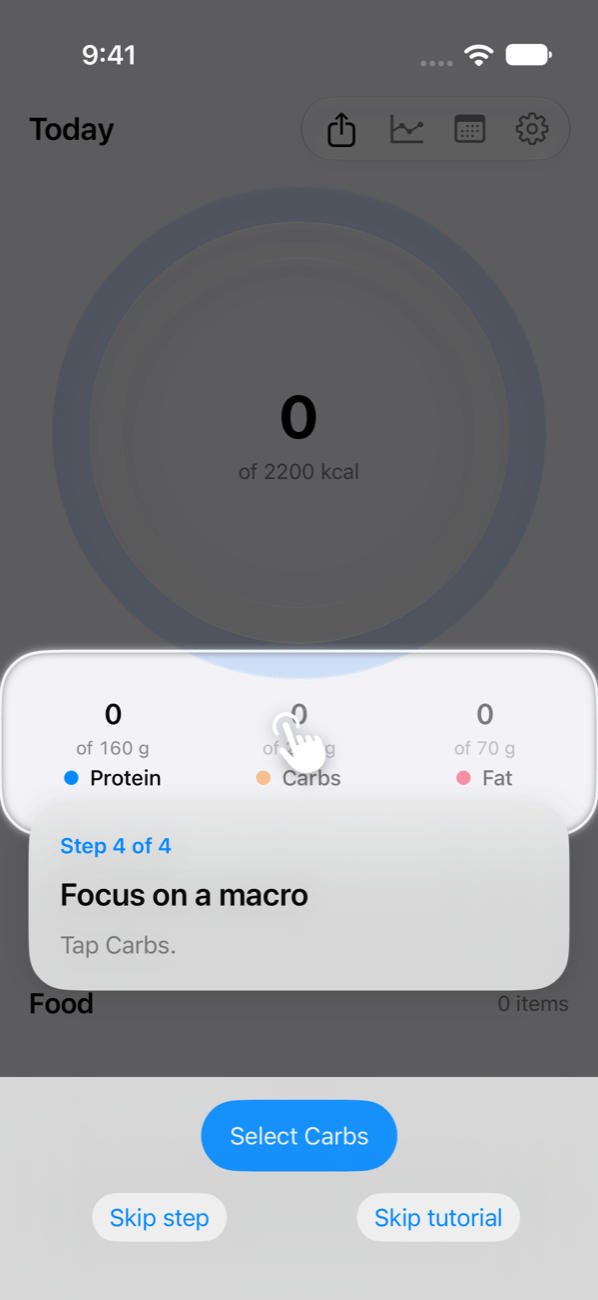 9:41
Today
0
of 2200 kcal
0 0 0
of 160 g of g of 70 g
Protein Carbs Fat
Step 4 of 4
Focus on a macro
Tap Carbs.
Food 0 items
Select Carbs
Skip step Skip tutorial